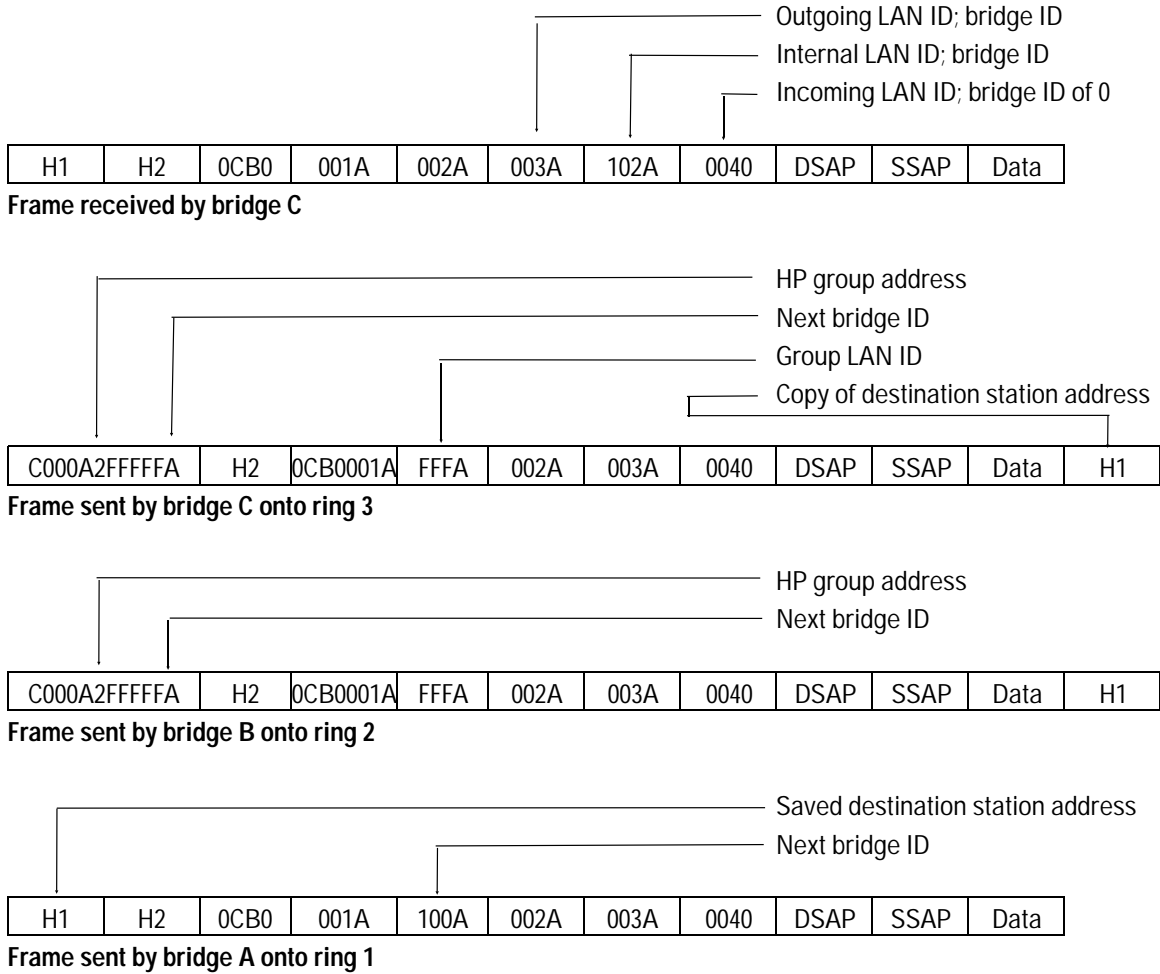 Outgoing LAN ID; bridge ID
Internal LAN ID; bridge ID
Incoming LAN ID; bridge ID of 0
H1 H2 0CB0 001A 002A 003A 102A 0040 DSAP SSAP Data
Frame received by bridge C
HP group address
Next bridge ID
Group LAN ID
Copy of destination station address
C000A2FFFFFA H2 0CB0001A FFFA 002A 003A 0040 DSAP SSAP Data H1
Frame sent by bridge C onto ring 3
HP group address
Next bridge ID
C000A2FFFFFA H2 0CB0001A FFFA 002A 003A 0040 DSAP SSAP Data H1
Frame sent by bridge B onto ring 2
Saved destination station address
Next bridge ID
H1 H2 0CB0 001A 100A 002A 003A 0040 DSAP SSAP Data
Frame sent by bridge A onto ring 1